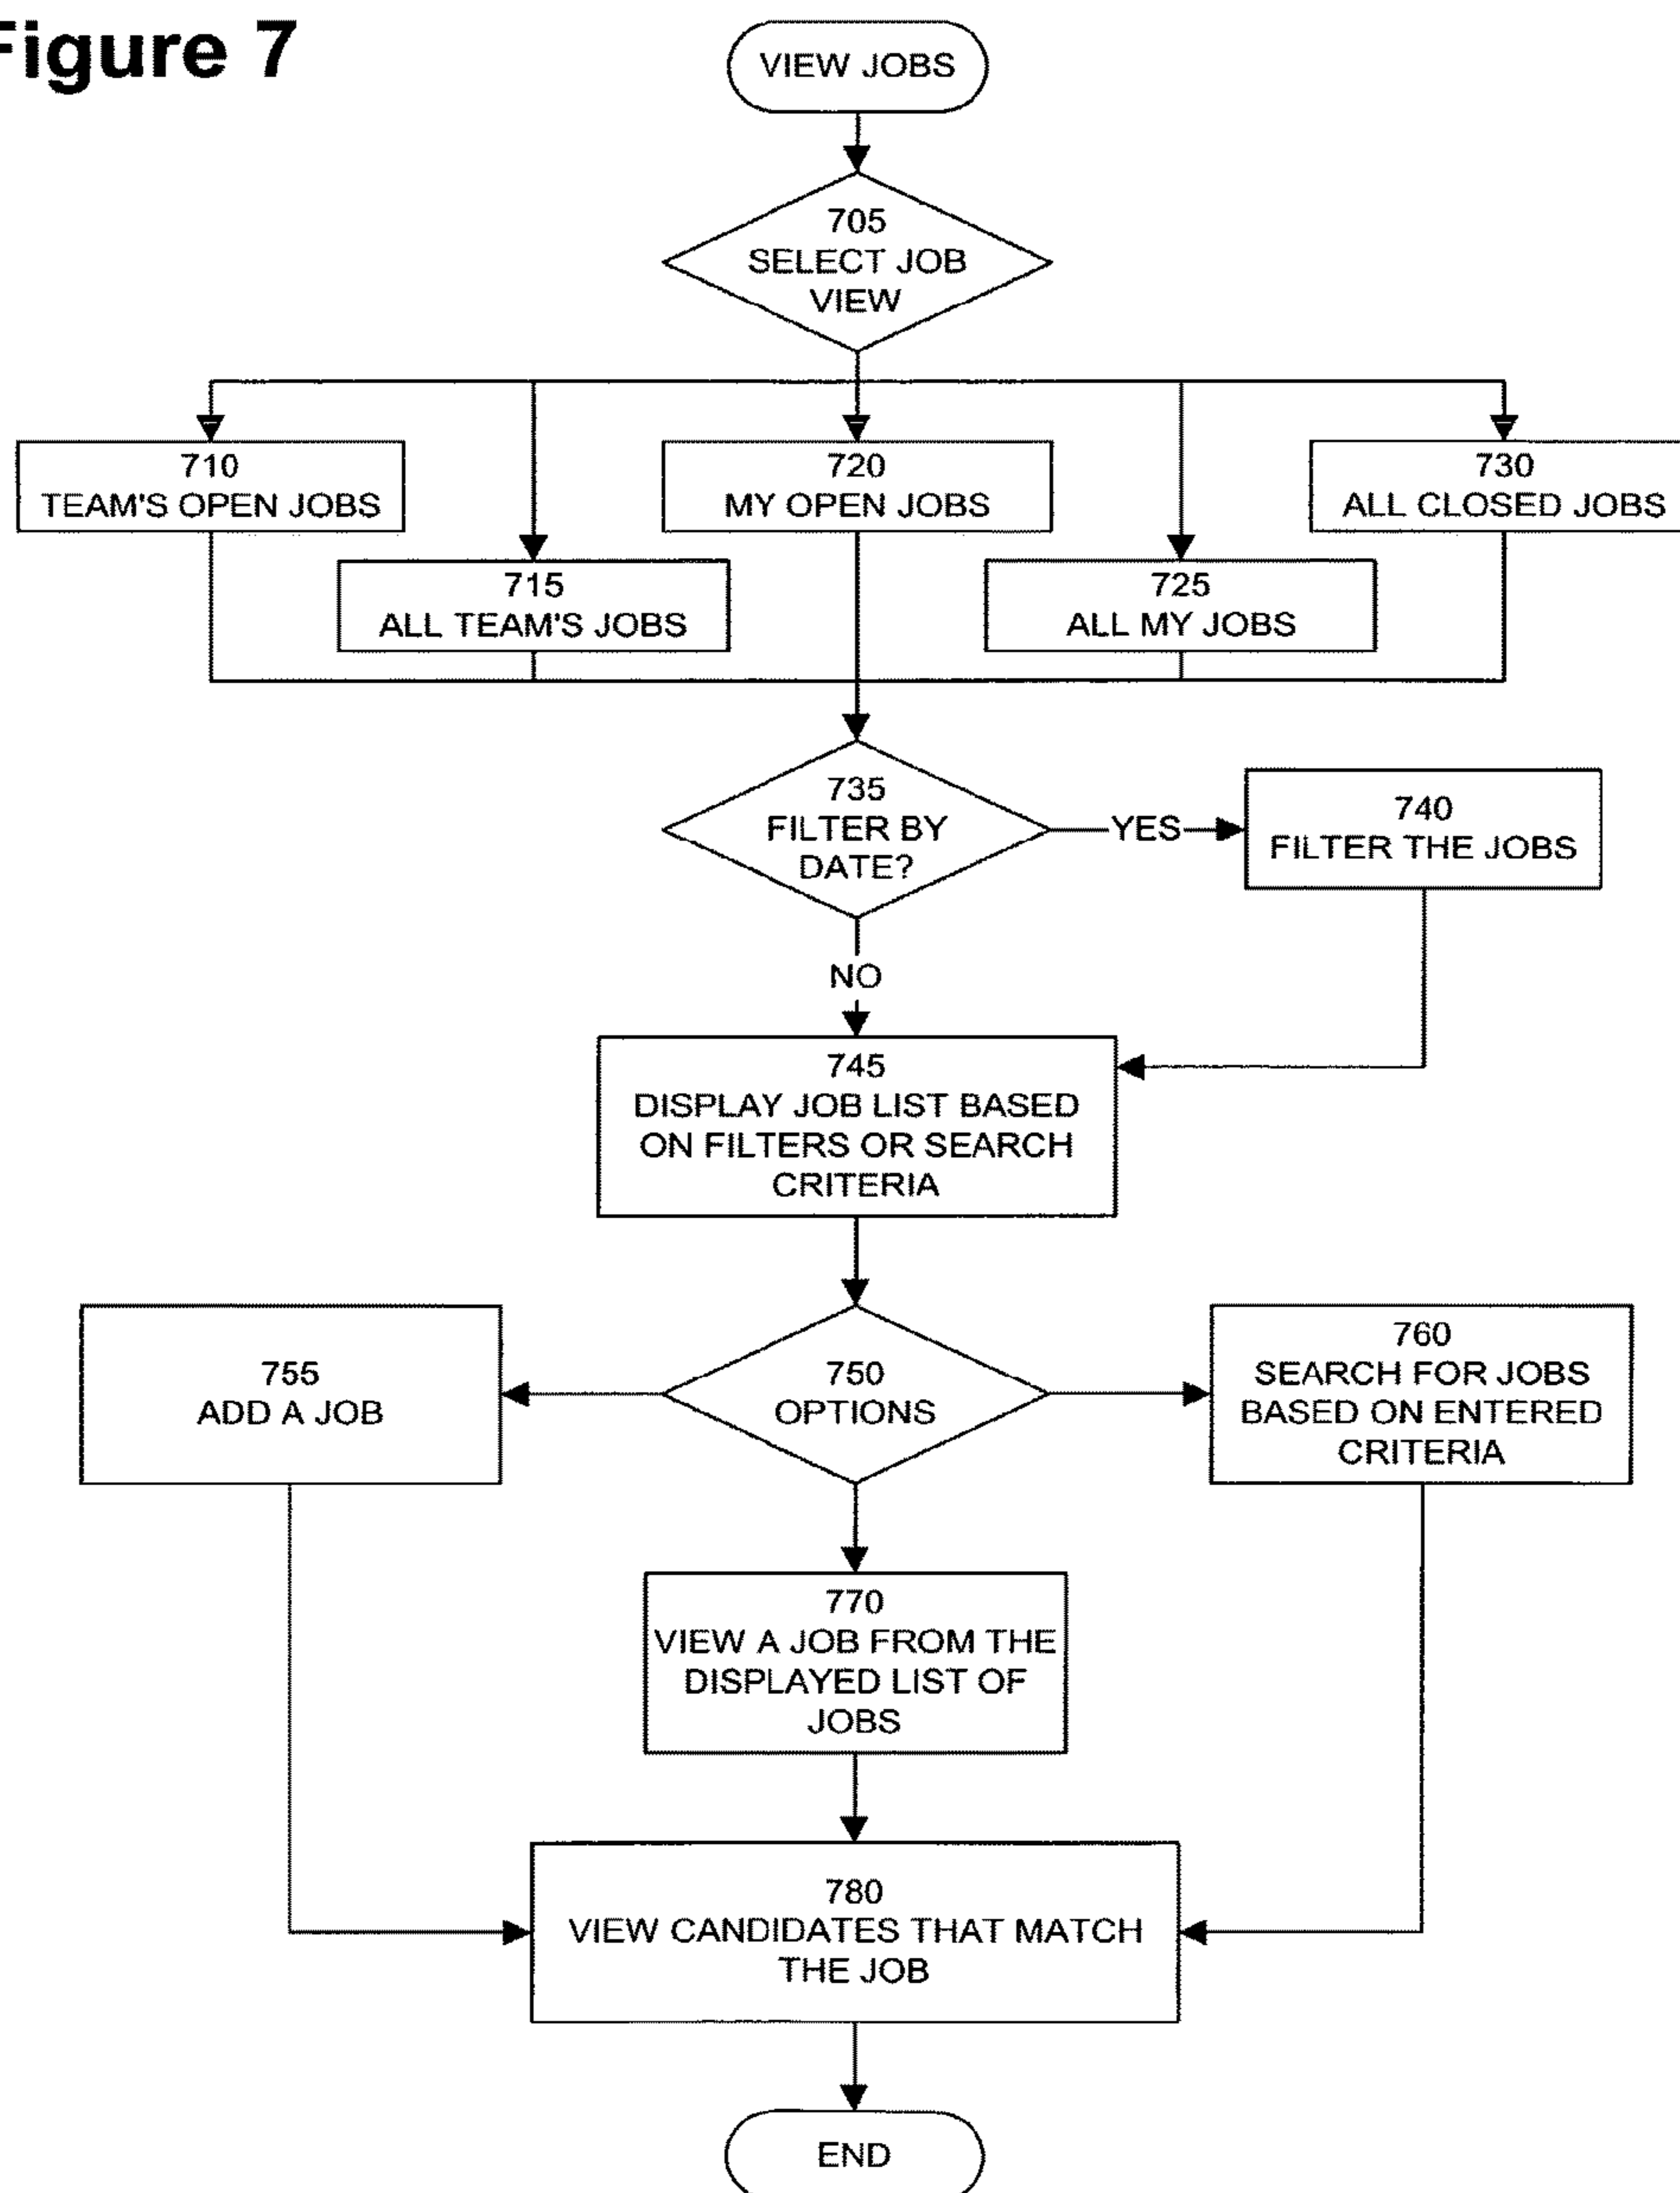 Figure 7
VIEW JOBS
705
SELECT JOB
VIEW
710
TEAM'S OPEN JOBS
720
MY OPEN JOBS
730
ALL CLOSED JOBS
715
ALL TEAM'S JOBS
725
ALL MY JOBS
735
FILTER BY
DATE?
YES
740
FILTER THE JOBS
NO
745
DISPLAY JOB LIST BASED
ON FILTERS OR SEARCH
CRITERIA
755
ADD A JOB
750
OPTIONS
760
SEARCH FOR JOBS
BASED ON ENTERED
CRITERIA
770
VIEW A JOB FROM THE
DISPLAYED LIST OF
JOBS
780
VIEW CANDIDATES THAT MATCH
THE JOB
END